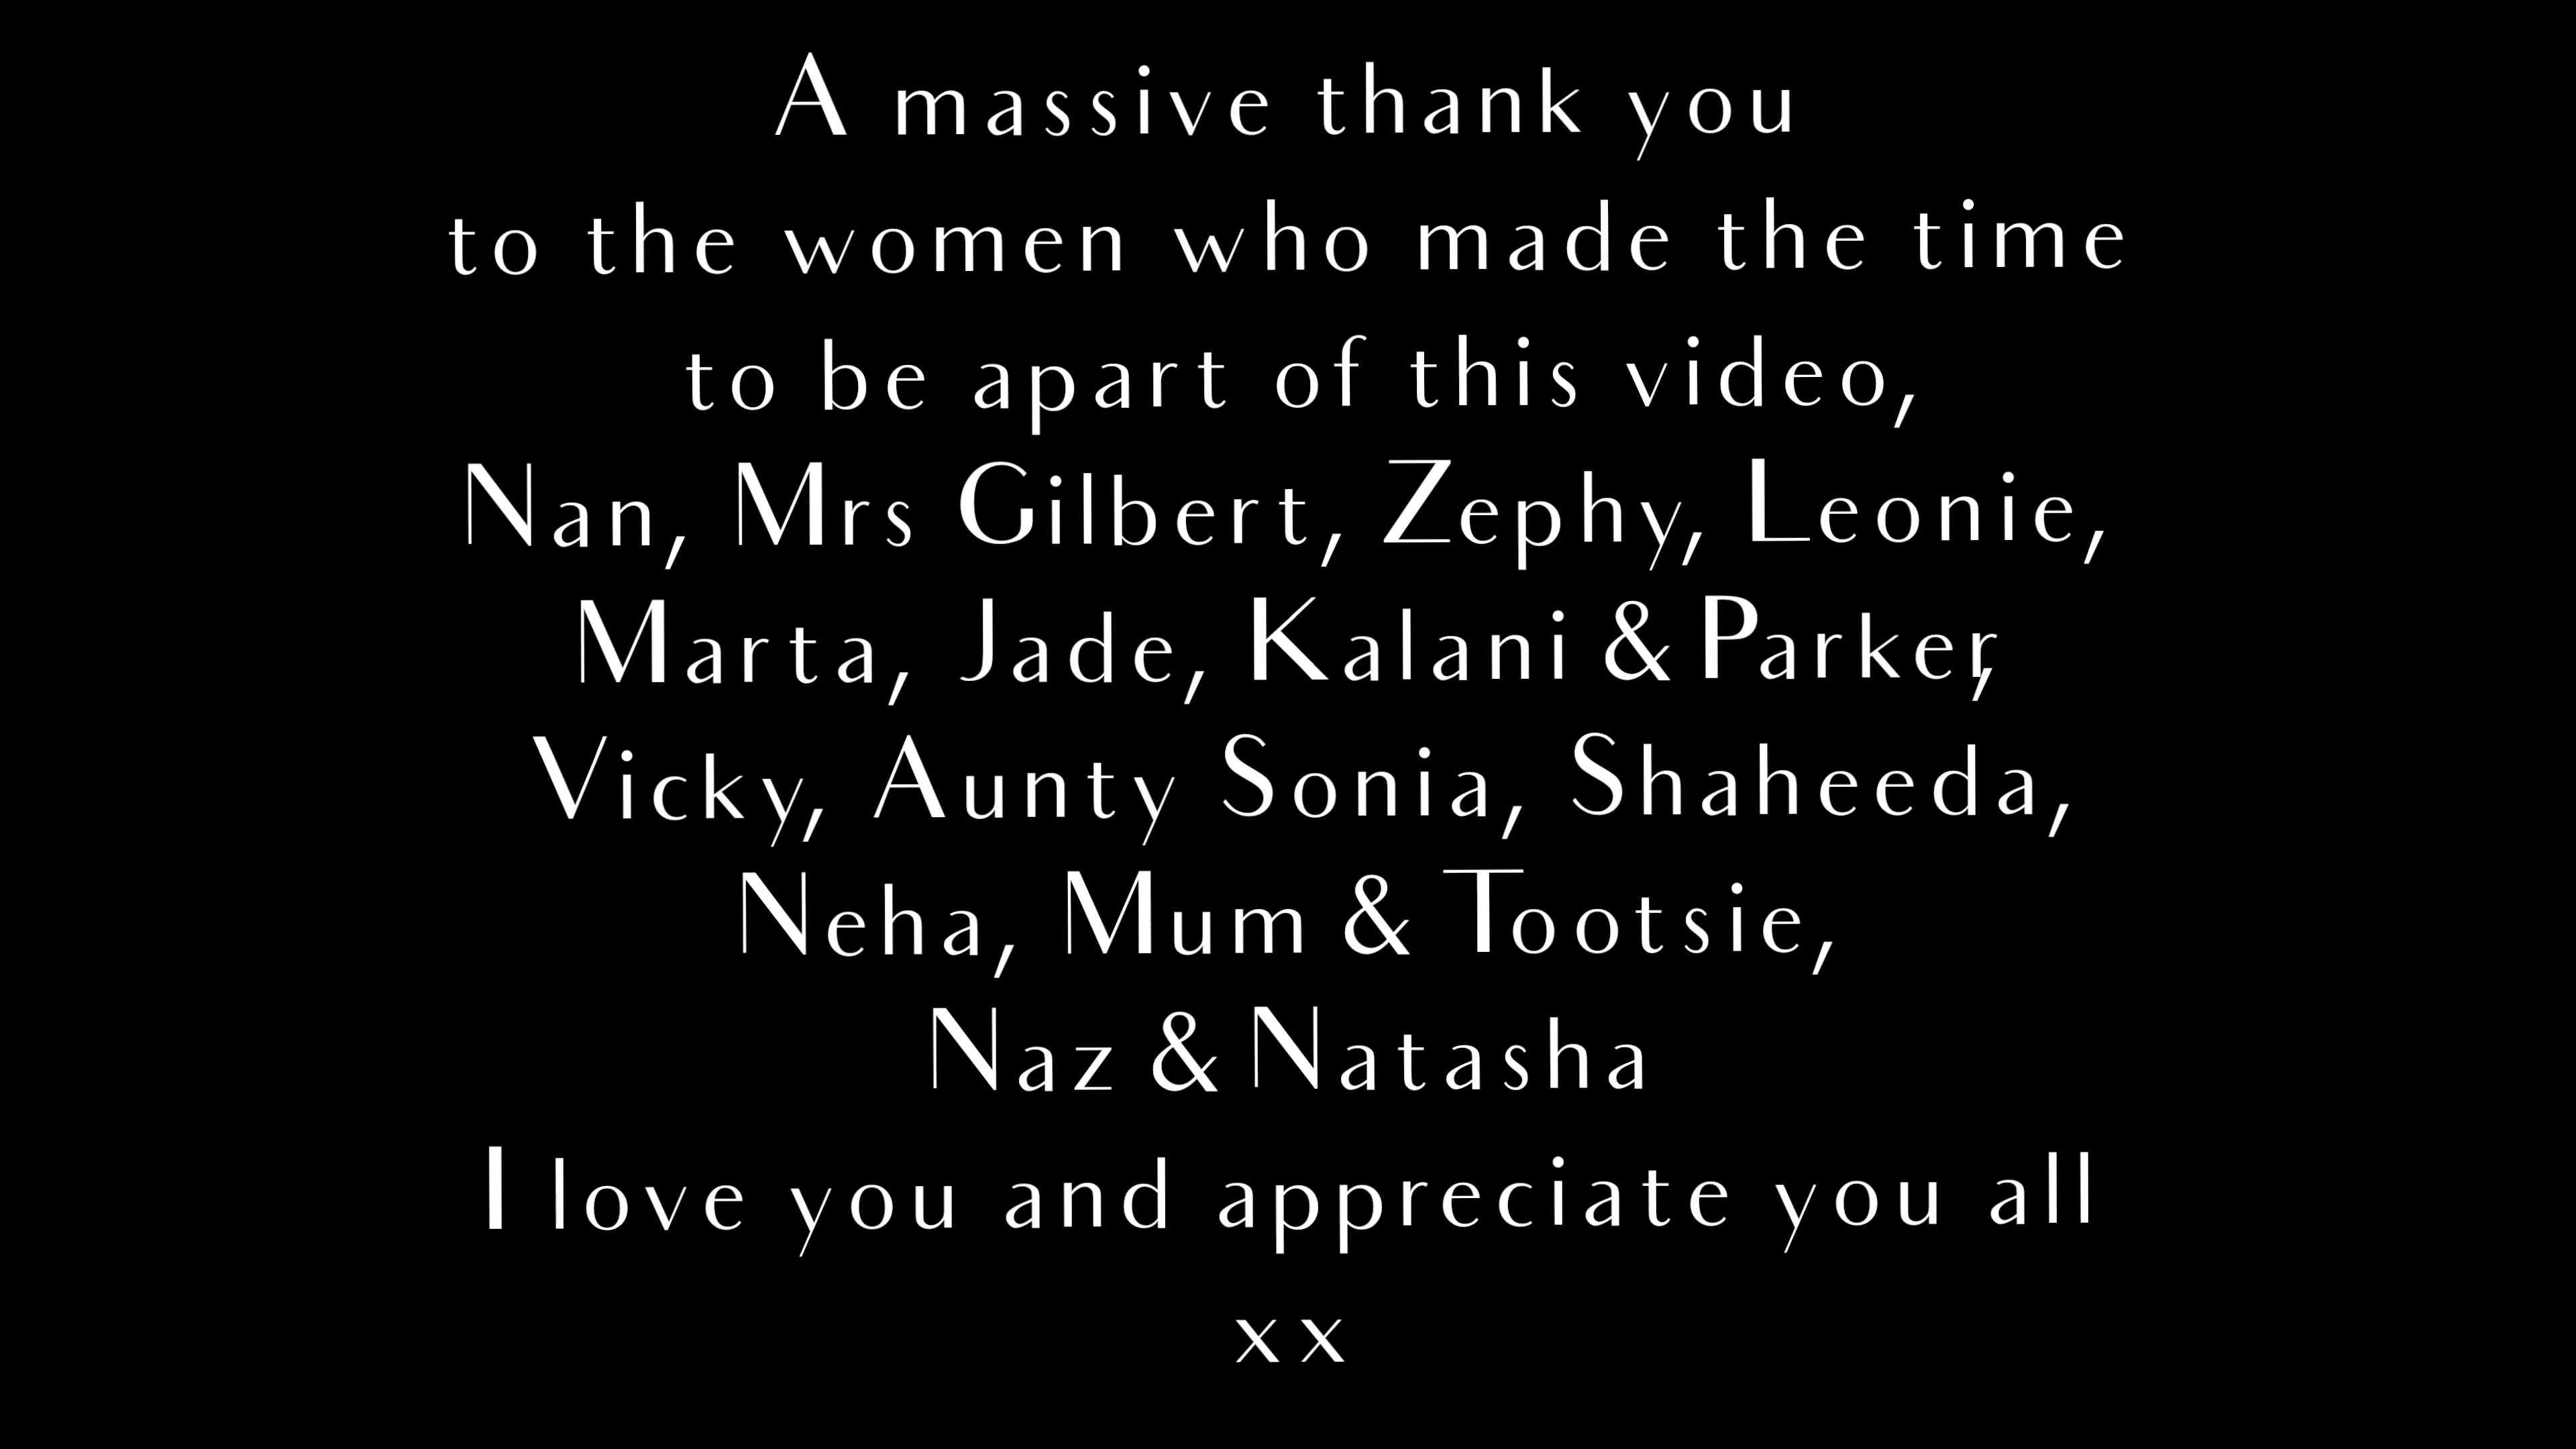 A massive thank you
to the women who made the time
to be apart of this video,
Nan, Mrs Gilbert, Zephy, Leonie,
Marta, Jade, Kalani & Parker,
Vicky, Aunty Sonia, Shaheeda,
Neha, Mum & Tootsie,
Naz & Natasha
I love you and appreciate you all
xx